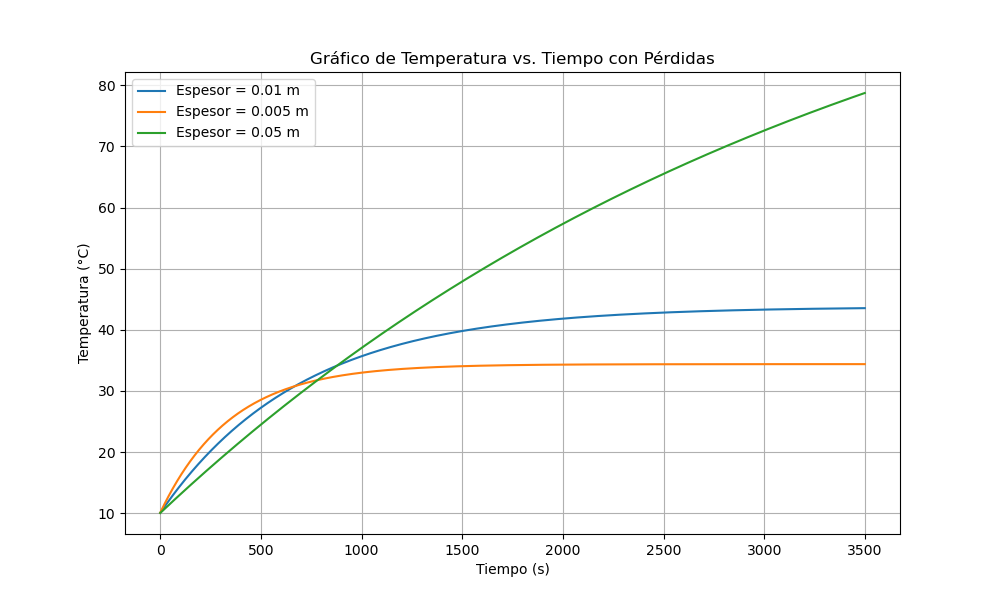 Gráfico de Temperatura vs. Tiempo con Pérdidas
Espesor = 0.01 m
Espesor = 0.005 m
Espesor = 0.05 m
Temperatura (°C)
80
70
60
50
40
30
20
10
0 500 1000 1500 2000 2500 3000 3500
Tiempo (s)